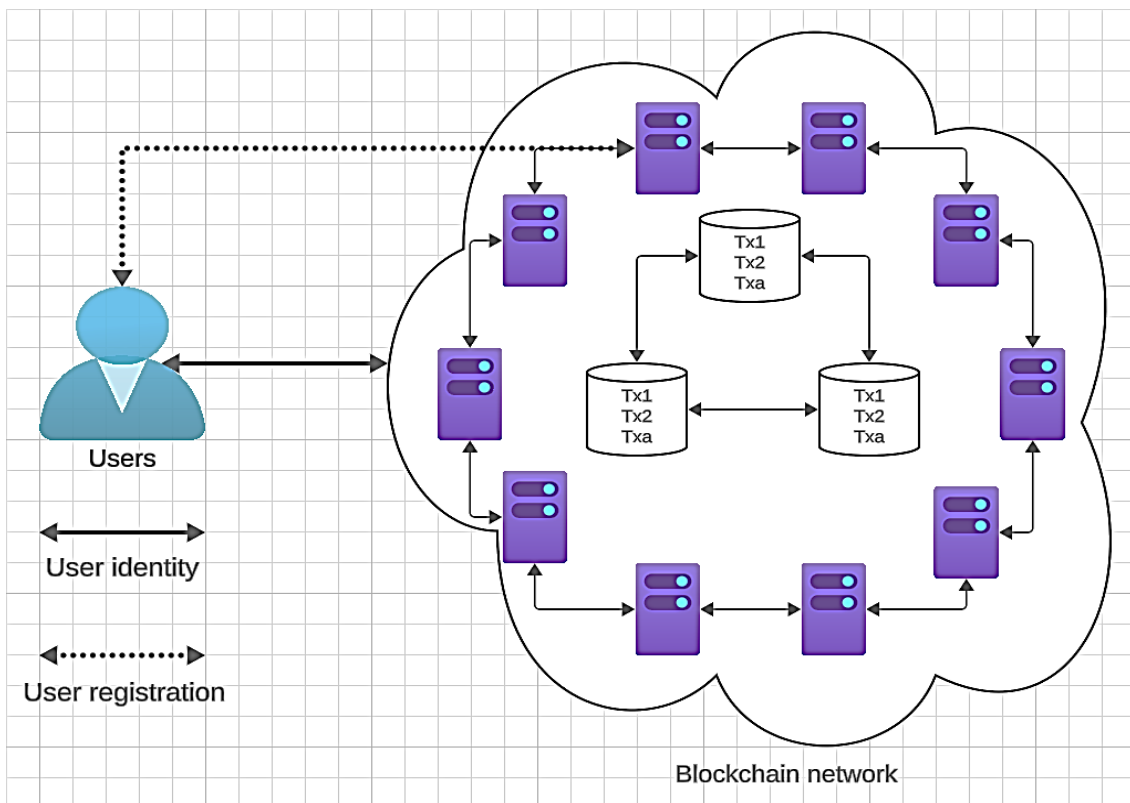 Tx1
Tx2
Txa
Tx1
Tx2
Txa
Tx1
Tx2
Txa
Users
User identity
User registration
Blockchain network